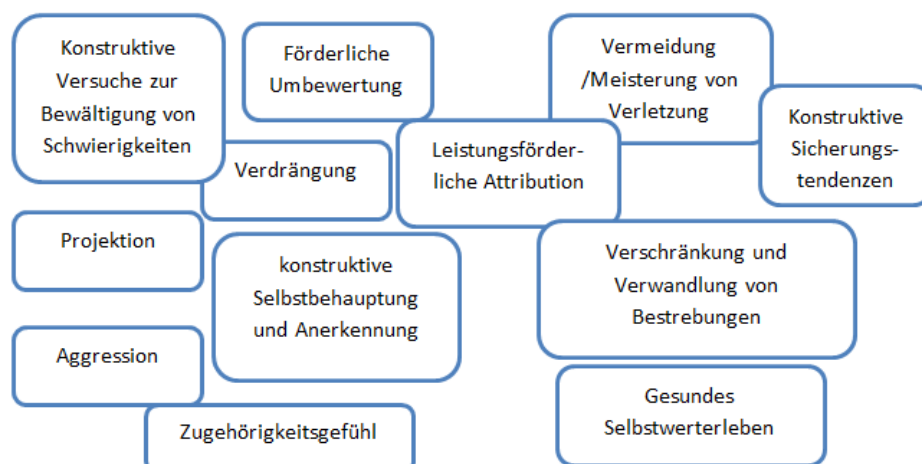 Konstruktive
Versuche zur
Bewältigung von
Schwierigkeiten
Förderliche
Umbewertung
Vermeidung
/Meisterung von
Verletzung
Konstruktive
Sicherungs-
tendenzen
Verdrängung
Leistungsförder-
liche Attribution
Projektion
konstruktive
Selbstbehauptung
und Anerkennung
Verschränkung und
Verwandlung von
Bestrebungen
Aggression
Zugehörigkeitsgefühl
Gesundes
Selbstwerterleben